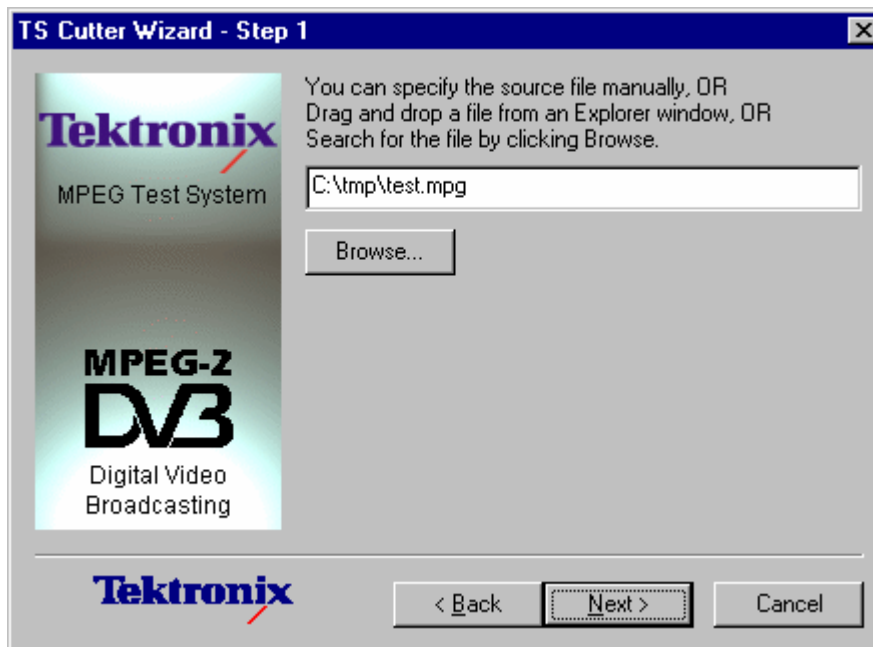 TS Cutter Wizard - Step 1
Tektronix
MPEG Test System
MPEG-2
DVB
Digital Video
Broadcasting
You can specify the source file manually, OR
Drag and drop a file from an Explorer window, OR
Search for the file by clicking Browse.
C:\tmp\test.mpg
Browse...
Tektronix
< Back
Next >
Cancel